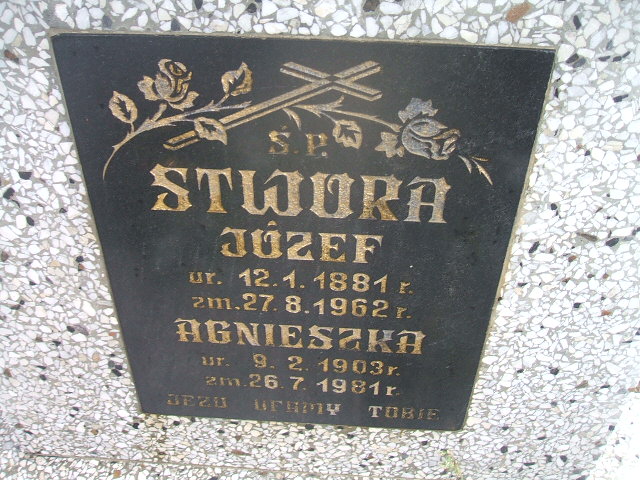 Ś.P.
STWORA
JÓZEF
ur. 12.1.1881 r.
zm. 27.8.1962 r.
AGNIESZKA
ur. 9.2.1903 r.
zm. 26.7.1981 r.
JEZU UFAMY TOBIE